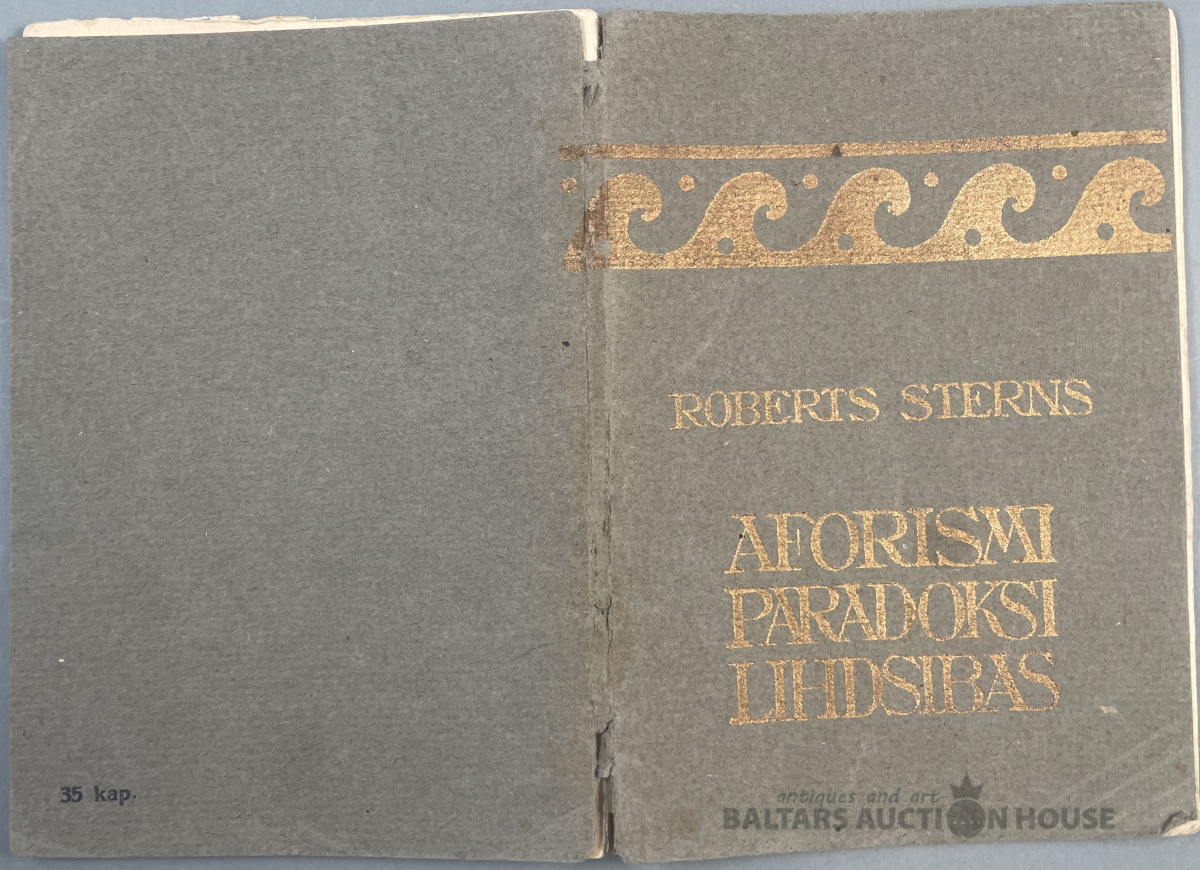 35 kap.
ROBERTS STERNS
AFORISMI
PARADOKSI
LIHDSIBAS
antiques and art
BALTARS AUCTION HOUSE